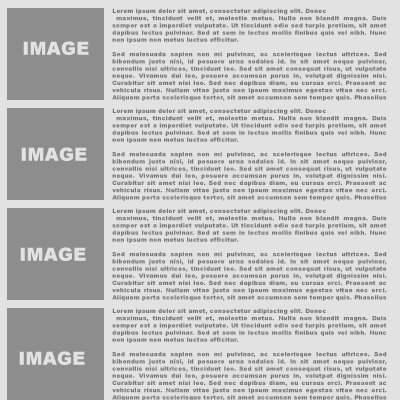 IMAGE
Lorem ipsum dolor sit amet, consectetur adipiscing elit. Donec
maximus, tincidunt velit et, molestie metus. Nulla non blandit magna. Duis
semper est a imperdiet vulputate. Ut tincidunt odio sed turpis pretium, sit amet
dapibus lectus pulvinar. Sed at sem in lectus mollis finibus quis vel nibh. Nunc
non ipsum non metus luctus efficitur.
Sed malesuada sapien non mi pulvinar, ac scelerisque lectus ultrices. Sed
bibendum justo nisi, id posuere urna sodales id. In sit amet neque pulvinar,
convallis nisi ultrices, tincidunt leo. Sed sit amet consequat risus, ut vulputate
neque. Vivamus dui leo, posuere accumsan purus in, volutpat dignissim nisi.
Curabitur sit amet nisi leo. Sed nec dapibus diam, eu cursus orci. Praesent ac
vehicula risus. Nullam vitae justo non ipsum maximus egestas vitae nec orci.
Aliquam porta scelerisque tortor, sit amet accumsan sem tempor quis. Phasellus
IMAGE
Lorem ipsum dolor sit amet, consectetur adipiscing elit. Donec
maximus, tincidunt velit et, molestie metus. Nulla non blandit magna. Duis
semper est a imperdiet vulputate. Ut tincidunt odio sed turpis pretium, sit amet
dapibus lectus pulvinar. Sed at sem in lectus mollis finibus quis vel nibh. Nunc
non ipsum non metus luctus efficitur.
Sed malesuada sapien non mi pulvinar, ac scelerisque lectus ultrices. Sed
bibendum justo nisi, id posuere urna sodales id. In sit amet neque pulvinar,
convallis nisi ultrices, tincidunt leo. Sed sit amet consequat risus, ut vulputate
neque. Vivamus dui leo, posuere accumsan purus in, volutpat dignissim nisi.
Curabitur sit amet nisi leo. Sed nec dapibus diam, eu cursus orci. Praesent ac
vehicula risus. Nullam vitae justo non ipsum maximus egestas vitae nec orci.
Aliquam porta scelerisque tortor, sit amet accumsan sem tempor quis. Phasellus
IMAGE
Lorem ipsum dolor sit amet, consectetur adipiscing elit. Donec
maximus, tincidunt velit et, molestie metus. Nulla non blandit magna. Duis
semper est a imperdiet vulputate. Ut tincidunt odio sed turpis pretium, sit amet
dapibus lectus pulvinar. Sed at sem in lectus mollis finibus quis vel nibh. Nunc
non ipsum non metus luctus efficitur.
Sed malesuada sapien non mi pulvinar, ac scelerisque lectus ultrices. Sed
bibendum justo nisi, id posuere urna sodales id. In sit amet neque pulvinar,
convallis nisi ultrices, tincidunt leo. Sed sit amet consequat risus, ut vulputate
neque. Vivamus dui leo, posuere accumsan purus in, volutpat dignissim nisi.
Curabitur sit amet nisi leo. Sed nec dapibus diam, eu cursus orci. Praesent ac
vehicula risus. Nullam vitae justo non ipsum maximus egestas vitae nec orci.
Aliquam porta scelerisque tortor, sit amet accumsan sem tempor quis. Phasellus
IMAGE
Lorem ipsum dolor sit amet, consectetur adipiscing elit. Donec
maximus, tincidunt velit et, molestie metus. Nulla non blandit magna. Duis
semper est a imperdiet vulputate. Ut tincidunt odio sed turpis pretium, sit amet
dapibus lectus pulvinar. Sed at sem in lectus mollis finibus quis vel nibh. Nunc
non ipsum non metus luctus efficitur.
Sed malesuada sapien non mi pulvinar, ac scelerisque lectus ultrices. Sed
bibendum justo nisi, id posuere urna sodales id. In sit amet neque pulvinar,
convallis nisi ultrices, tincidunt leo. Sed sit amet consequat risus, ut vulputate
neque. Vivamus dui leo, posuere accumsan purus in, volutpat dignissim nisi.
Curabitur sit amet nisi leo. Sed nec dapibus diam, eu cursus orci. Praesent ac
vehicula risus. Nullam vitae justo non ipsum maximus egestas vitae nec orci.
Aliquam porta scelerisque tortor, sit amet accumsan sem tempor quis. Phasellus